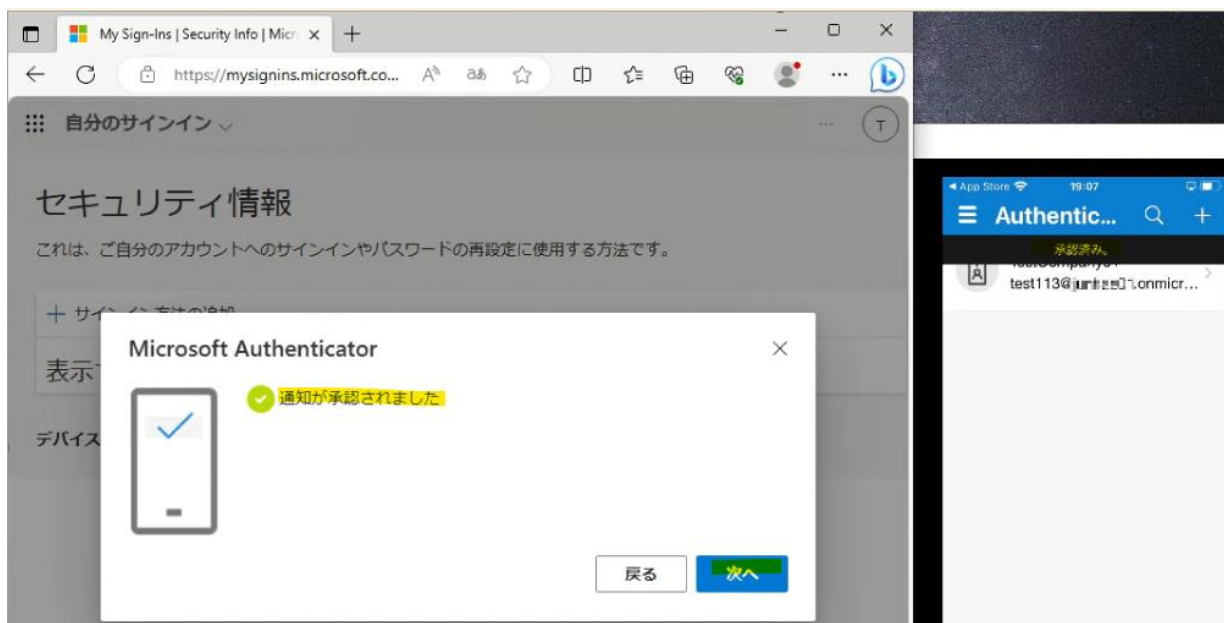 My Sign-Ins | Security Info | Micr
https://mysignins.microsoft.co...
自分のサインイン
T
セキュリティ情報
これは、ご自分のアカウントへのサインインやパスワードの再設定に使用する方法です。
Microsoft Authenticator
通知が承認されました
デバイス
戻る
次へ
App Store
19:07
Authentic...
承認済み。